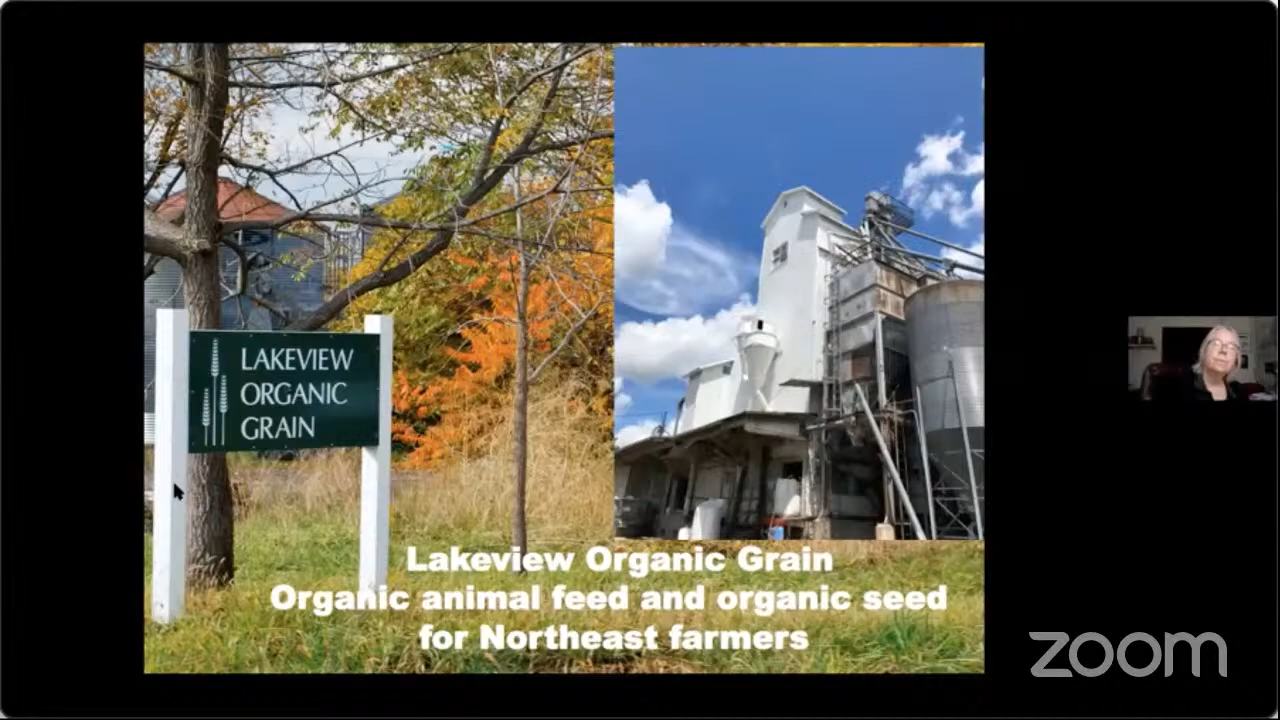 LAKEVIEW
ORGANIC
GRAIN
Lakeview Organic Grain
Organic animal feed and organic seed
for Northeast farmers
zoom